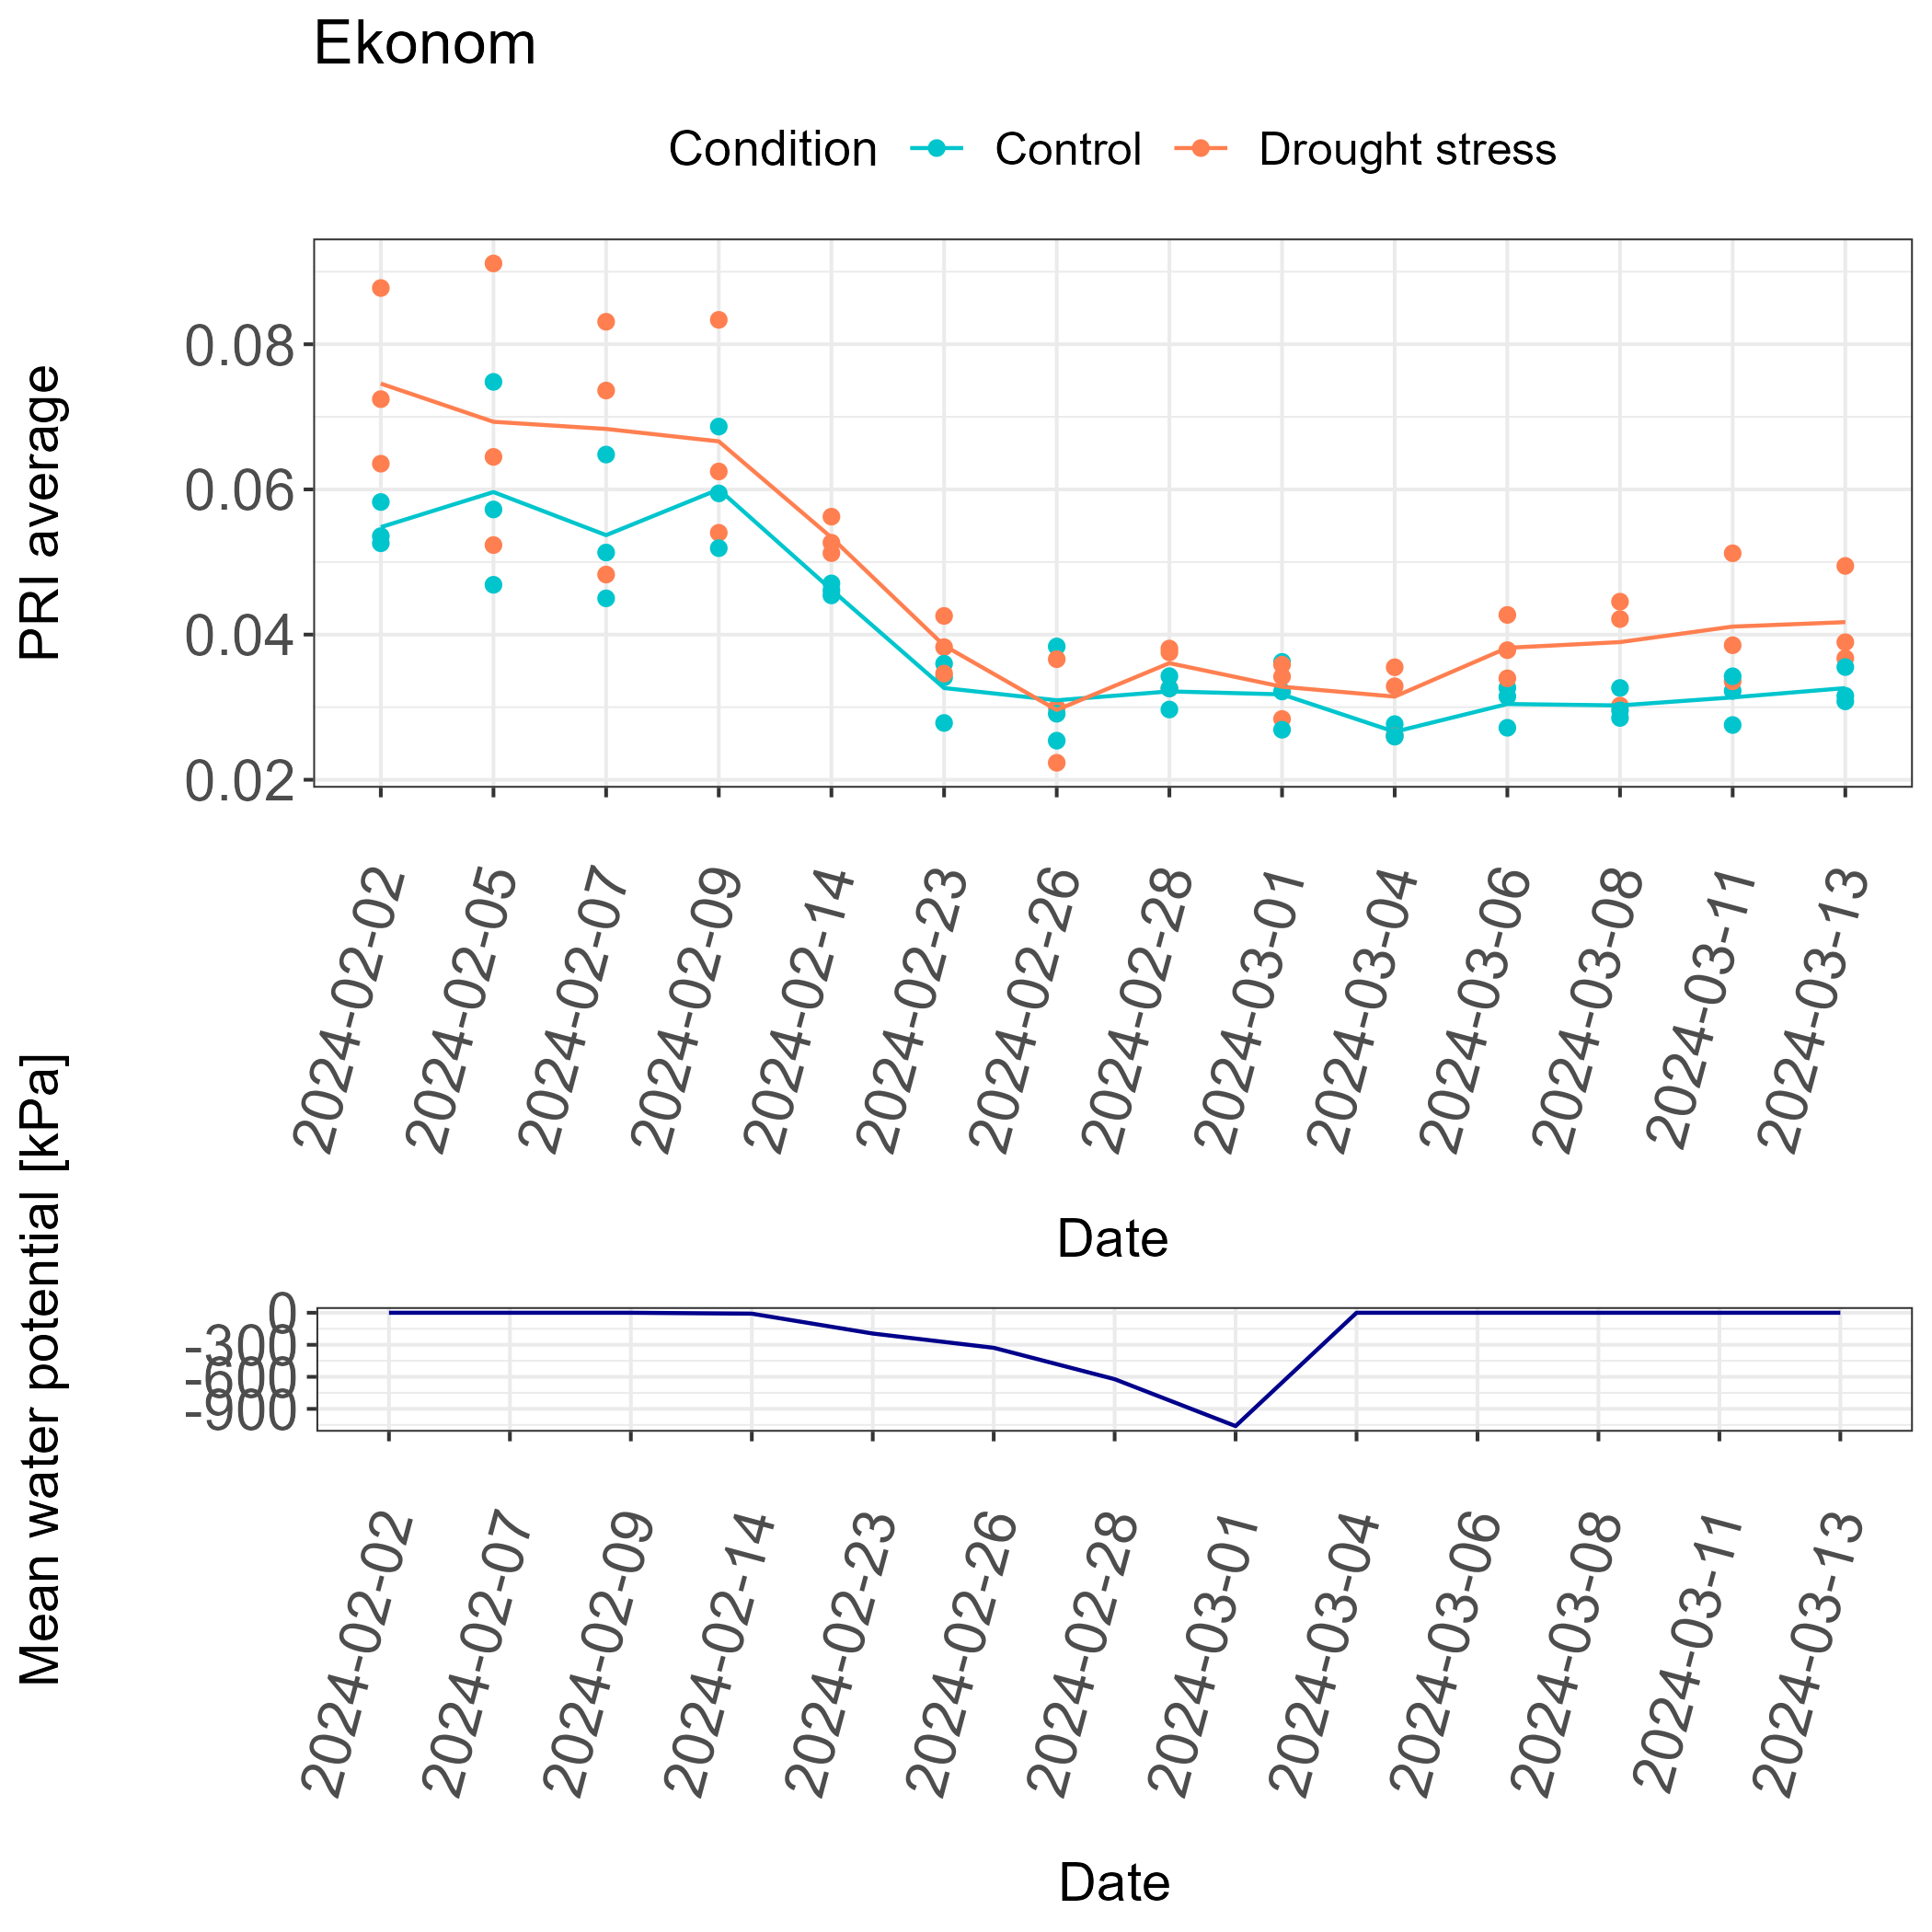 Ekonom
Condition Control Drought stress
PRI average
0.08
0.06
0.04
0.02
2024-02-02 2024-02-05 2024-02-07 2024-02-09 2024-02-14 2024-02-23 2024-02-26 2024-02-28 2024-03-01 2024-03-04 2024-03-06 2024-03-08 2024-03-11 2024-03-13
Date
Mean water potential [kPa]
0
-300
-600
-900
2024-02-02 2024-02-07 2024-02-09 2024-02-14 2024-02-23 2024-02-26 2024-02-28 2024-03-01 2024-03-04 2024-03-06 2024-03-08 2024-03-11 2024-03-13
Date